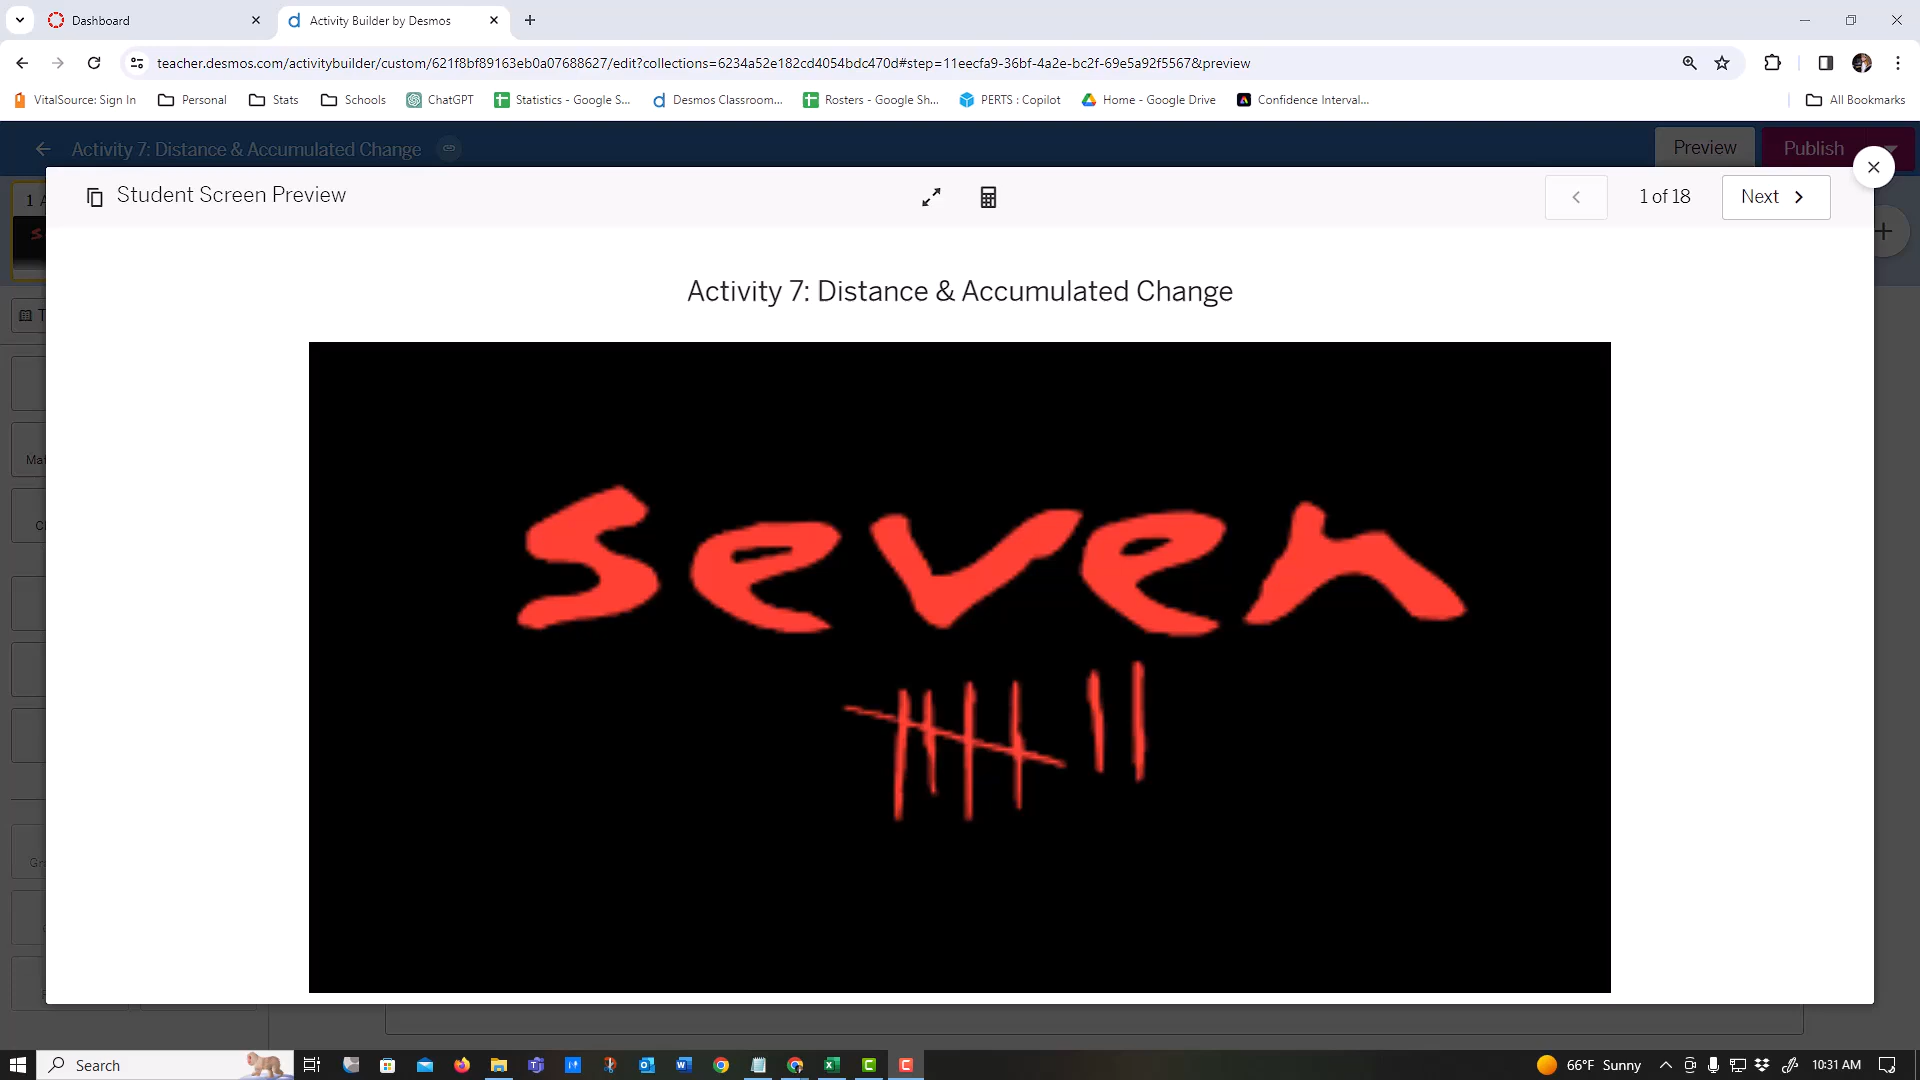 Dashboard
Activity Builder by Desmos
teacher.desmos.com/activitybuilder/custom/621f8bf89163eb0a07688627/edit?collections=6234a52e182cd4054bdc470d#step=11eecfa9-36bf-4a2e-bc2f-69e5a92f5567&preview
VitalSource: Sign In Personal Stats Schools ChatGPT Statistics - Google S... Desmos Classroom... Rosters - Google Sh... PERTS : Copilot Home - Google Drive Confidence Interval... All Bookmarks
Activity 7: Distance & Accumulated Change Preview Publish
Student Screen Preview 1 of 18 Next
Activity 7: Distance & Accumulated Change
seven
Search 66°F Sunny 10:31 AM